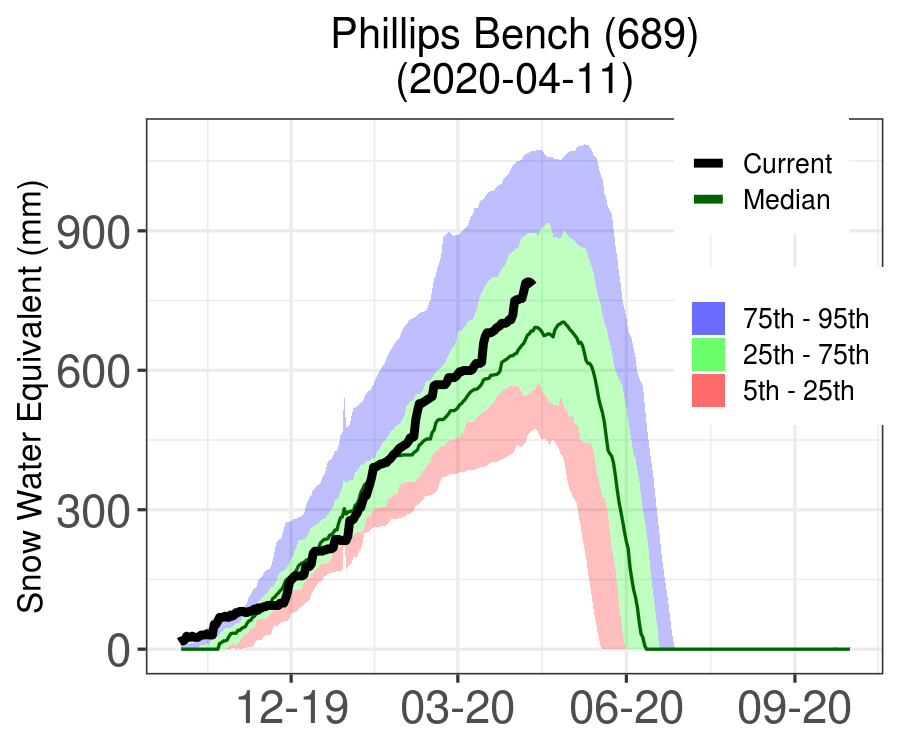 Phillips Bench (689)
(2020-04-11)
Snow Water Equivalent (mm)
900
600
300
0
12-19
03-20
06-20
09-20
Current
Median
75th - 95th
25th - 75th
5th - 25th